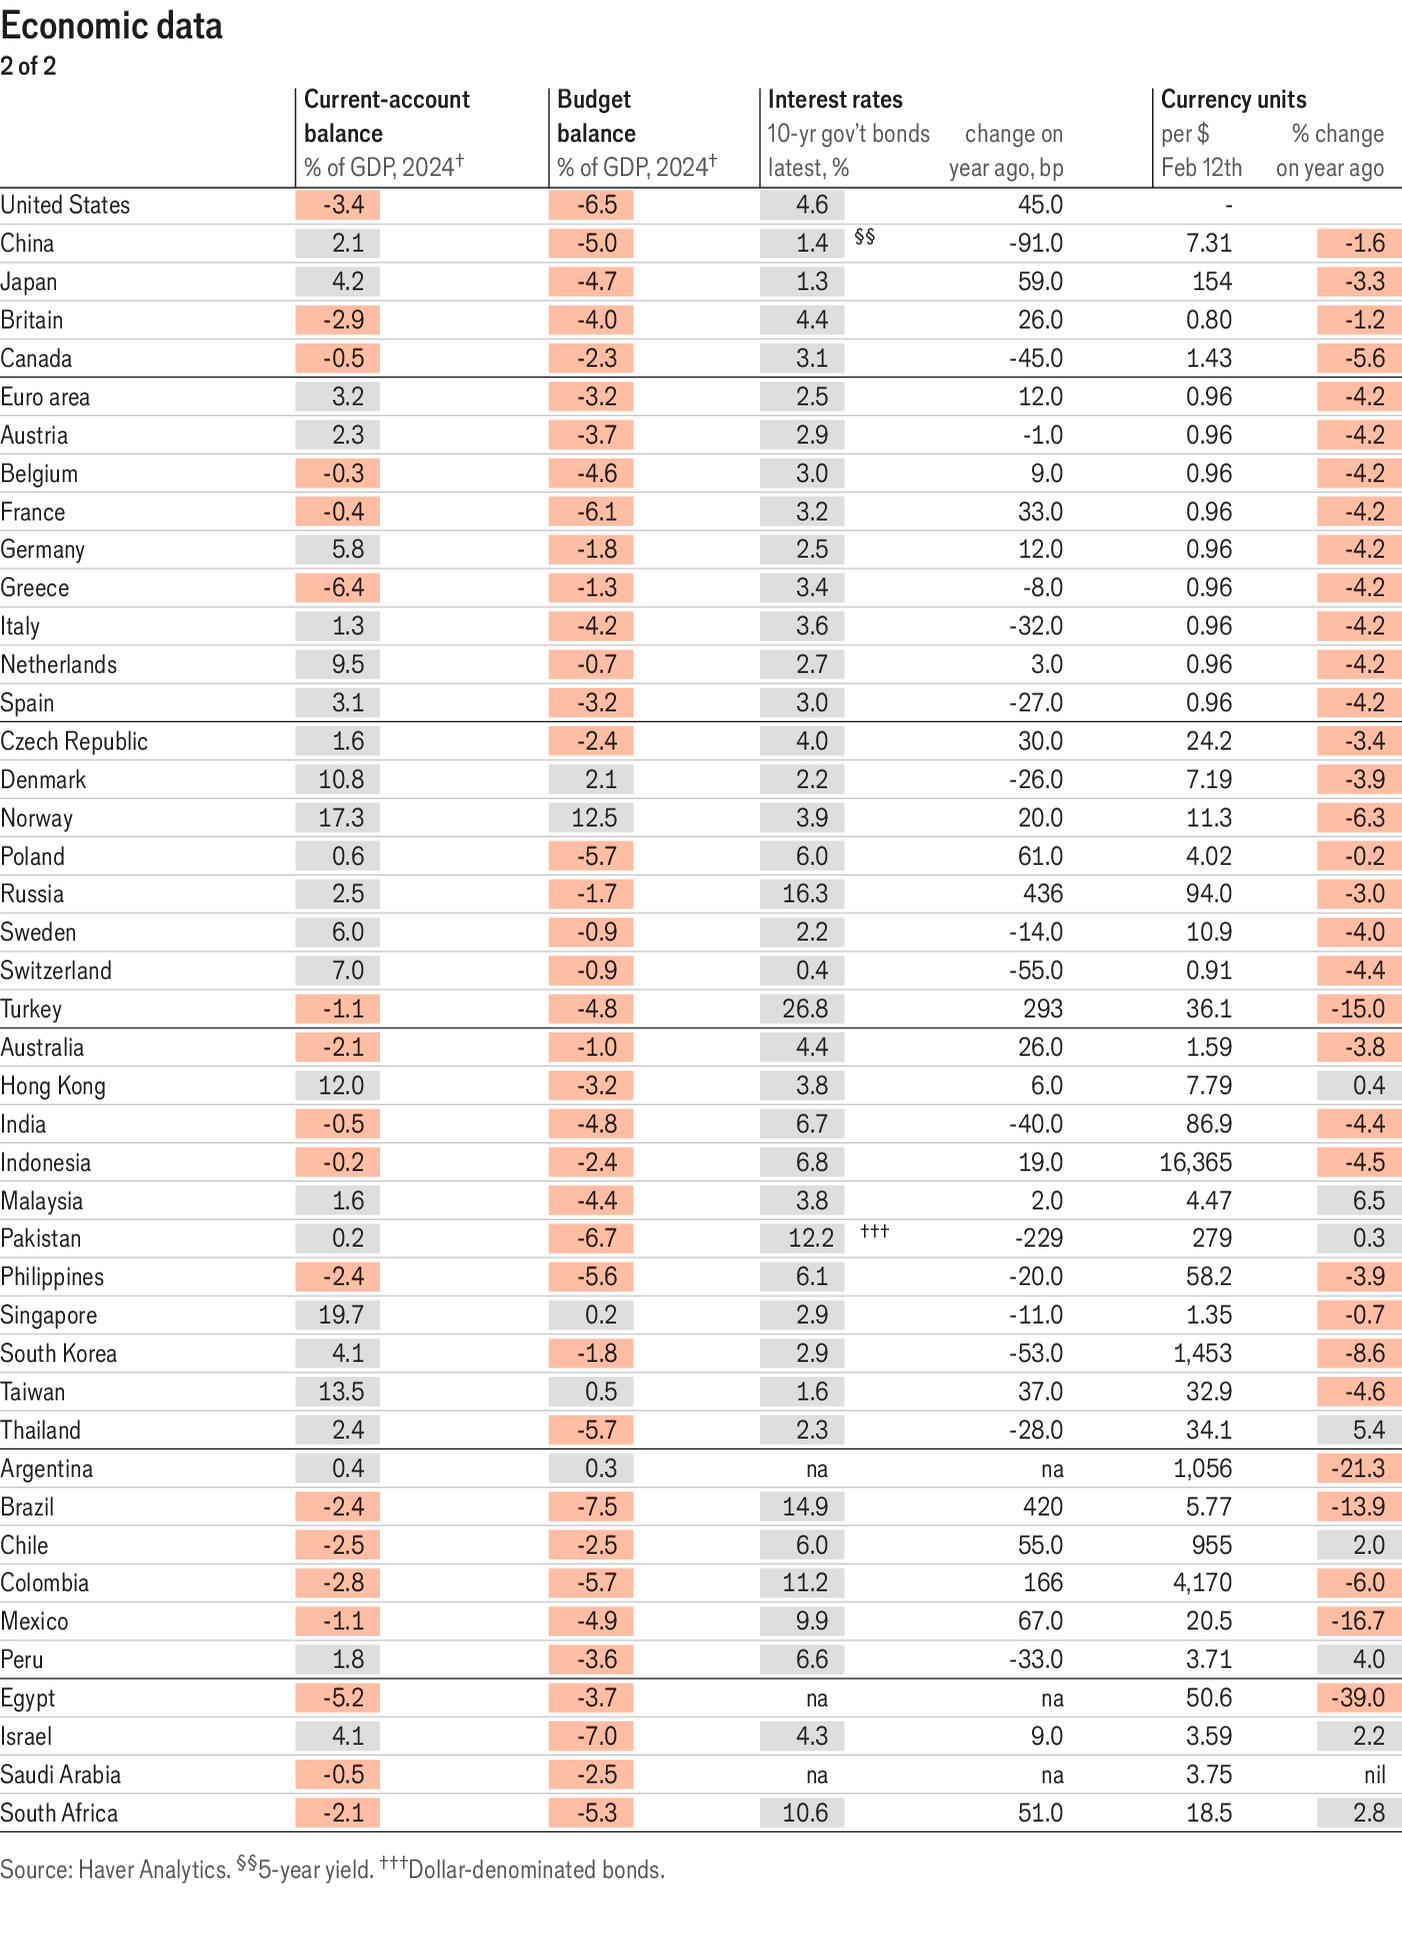 Economic data
2 of 2
Current-account Budget Interest rates Currency units
balance balance 10-yr gov’t bonds change on per $ % change
% of GDP, 2024† % of GDP, 2024† latest, % year ago, bp Feb 12th on year ago
United States -3.4 -6.5 4.6 45.0 -
China 2.1 -5.0 1.4 §§ -91.0 7.31 -1.6
Japan 4.2 -4.7 1.3 59.0 154 -3.3
Britain -2.9 -4.0 4.4 26.0 0.80 -1.2
Canada -0.5 -2.3 3.1 -45.0 1.43 -5.6
Euro area 3.2 -3.2 2.5 12.0 0.96 -4.2
Austria 2.3 -3.7 2.9 -1.0 0.96 -4.2
Belgium -0.3 -4.6 3.0 9.0 0.96 -4.2
France -0.4 -6.1 3.2 33.0 0.96 -4.2
Germany 5.8 -1.8 2.5 12.0 0.96 -4.2
Greece -6.4 -1.3 3.4 -8.0 0.96 -4.2
Italy 1.3 -4.2 3.6 -32.0 0.96 -4.2
Netherlands 9.5 -0.7 2.7 3.0 0.96 -4.2
Spain 3.1 -3.2 3.0 -27.0 0.96 -4.2
Czech Republic 1.6 -2.4 4.0 30.0 24.2 -3.4
Denmark 10.8 2.1 2.2 -26.0 7.19 -3.9
Norway 17.3 12.5 3.9 20.0 11.3 -6.3
Poland 0.6 -5.7 6.0 61.0 4.02 -0.2
Russia 2.5 -1.7 16.3 436 94.0 -3.0
Sweden 6.0 -0.9 2.2 -14.0 10.9 -4.0
Switzerland 7.0 -0.9 0.4 -55.0 0.91 -4.4
Turkey -1.1 -4.8 26.8 293 36.1 -15.0
Australia -2.1 -1.0 4.4 26.0 1.59 -3.8
Hong Kong 12.0 -3.2 3.8 6.0 7.79 0.4
India -0.5 -4.8 6.7 -40.0 86.9 -4.4
Indonesia -0.2 -2.4 6.8 19.0 16,365 -4.5
Malaysia 1.6 -4.4 3.8 2.0 4.47 6.5
Pakistan 0.2 -6.7 12.2 ††† -229 279 0.3
Philippines -2.4 -5.6 6.1 -20.0 58.2 -3.9
Singapore 19.7 0.2 2.9 -11.0 1.35 -0.7
South Korea 4.1 -1.8 2.9 -53.0 1,453 -8.6
Taiwan 13.5 0.5 1.6 37.0 32.9 -4.6
Thailand 2.4 -5.7 2.3 -28.0 34.1 5.4
Argentina 0.4 0.3 na na 1,056 -21.3
Brazil -2.4 -7.5 14.9 420 5.77 -13.9
Chile -2.5 -2.5 6.0 55.0 955 2.0
Colombia -2.8 -5.7 11.2 166 4,170 -6.0
Mexico -1.1 -4.9 9.9 67.0 20.5 -16.7
Peru 1.8 -3.6 6.6 -33.0 3.71 4.0
Egypt -5.2 -3.7 na na 50.6 -39.0
Israel 4.1 -7.0 4.3 9.0 3.59 2.2
Saudi Arabia -0.5 -2.5 na na 3.75 nil
South Africa -2.1 -5.3 10.6 51.0 18.5 2.8
Source: Haver Analytics. §§5-year yield. †††Dollar-denominated bonds.